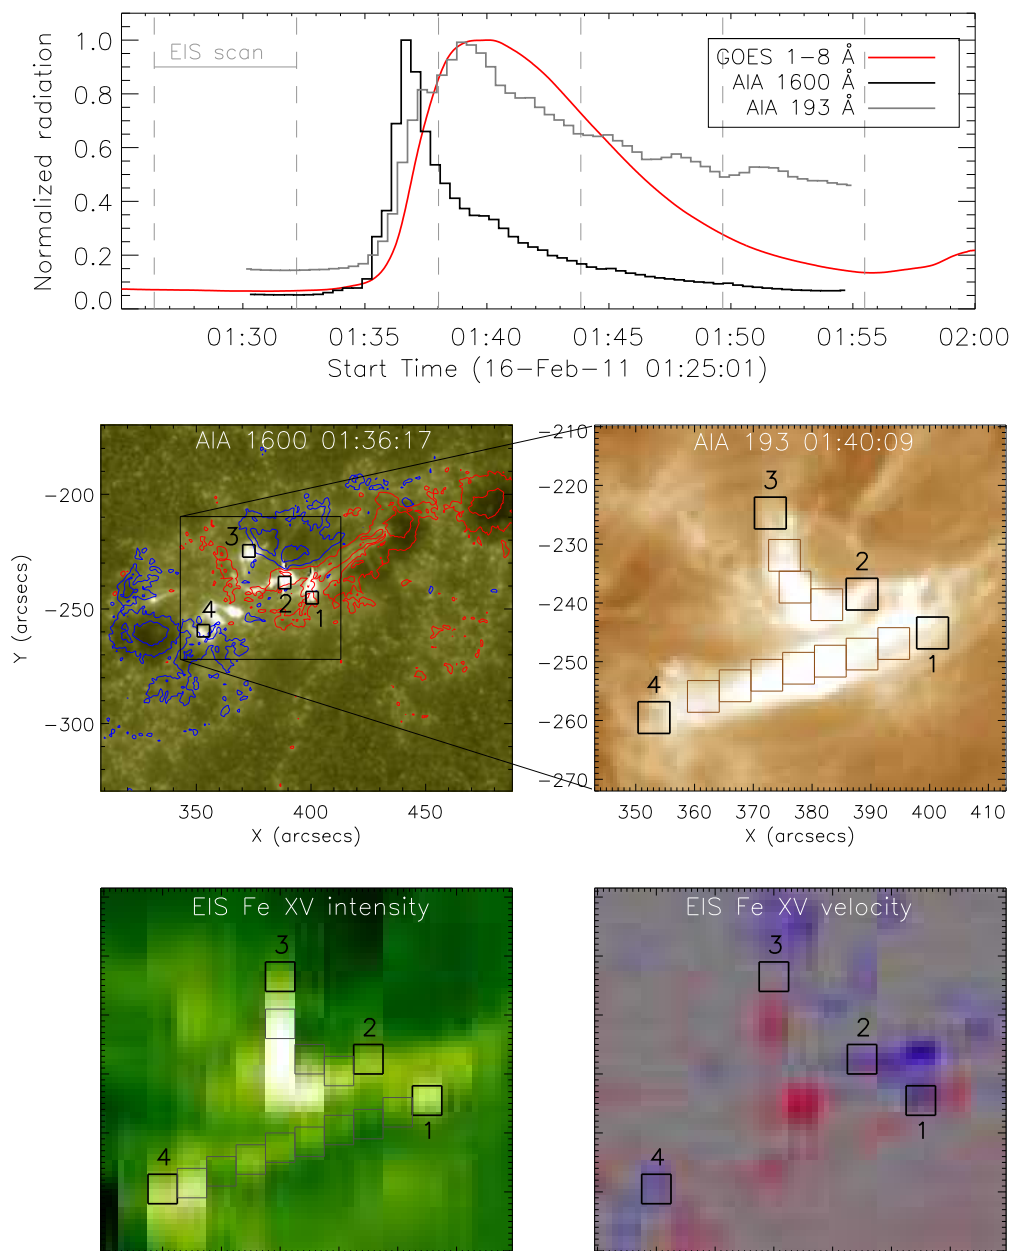 EIS scan
GOES 1-8 Å
AIA 1600 Å
AIA 193 Å
Normalized radiation
1.0
0.8
0.6
0.4
0.2
0.0
01:30 01:35 01:40 01:45 01:50 01:55 02:00
Start Time (16-Feb-11 01:25:01)
AIA 1600 01:36:17
3
2
1
4
-200
-250
-300
Y (arcsecs)
350 400 450
X (arcsecs)
AIA 193 01:40:09
3
2
1
4
-210
-220
-230
-240
-250
-260
-270
350 360 370 380 390 400 410
X (arcsecs)
EIS Fe XV intensity
3
2
1
4
EIS Fe XV velocity
3
2
1
4